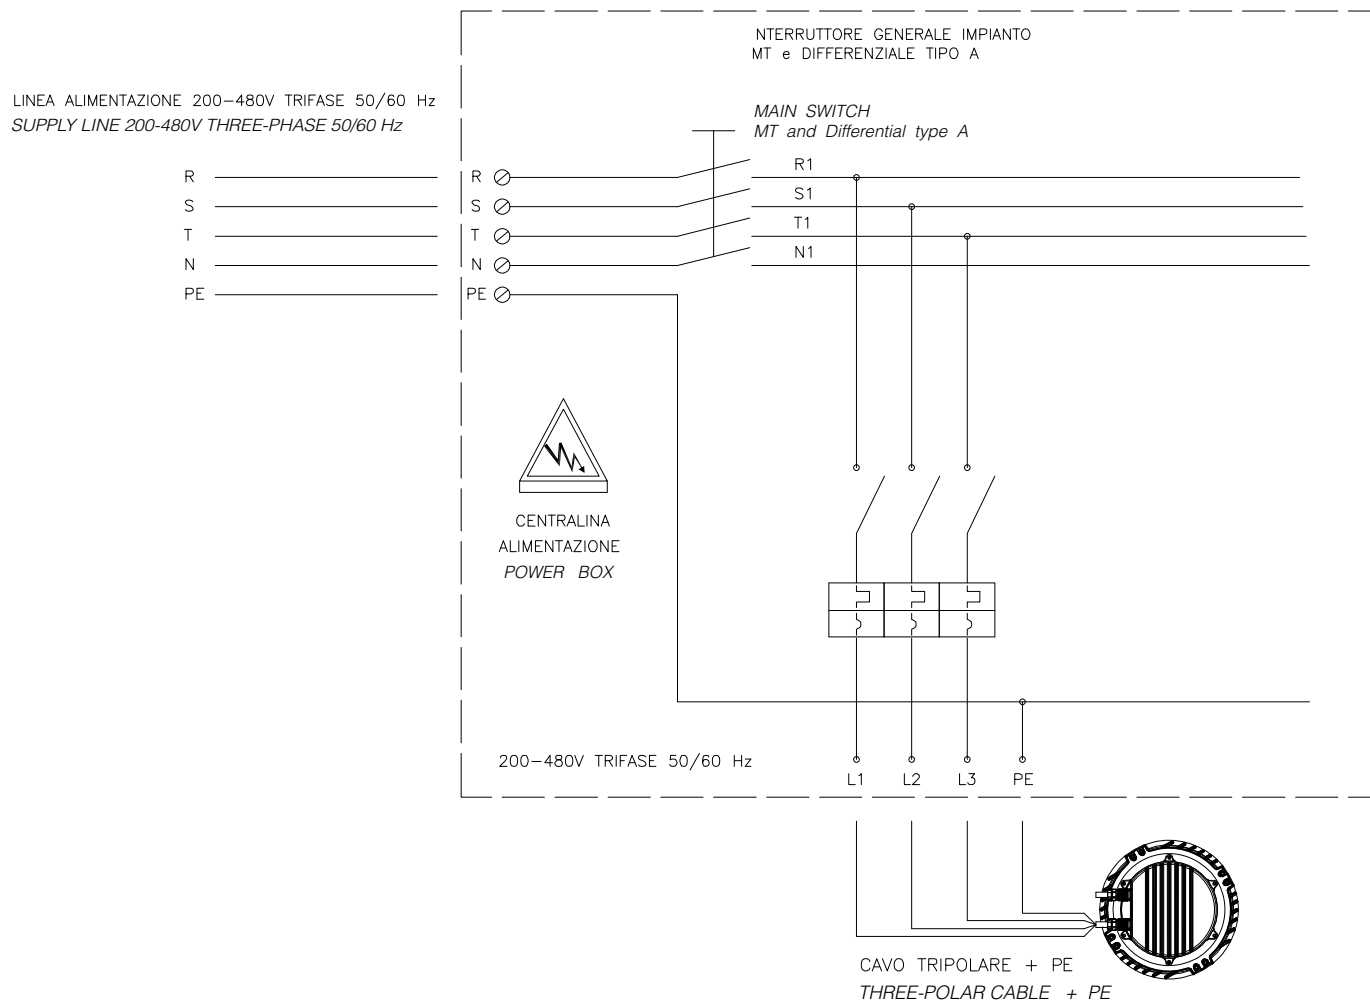 NTERRUTTORE GENERALE IMPIANTO
MT e DIFFERENZIALE TIPO A
LINEA ALIMENTAZIONE 200-480V TRIFASE 50/60 Hz
SUPPLY LINE 200-480V THREE-PHASE 50/60 Hz
MAIN SWITCH
MT and Differential type A
R R R1
S S S1
T T T1
N N N1
PE PE
CENTRALINA
ALIMENTAZIONE
POWER BOX
200-480V TRIFASE 50/60 Hz
L1 L2 L3 PE
CAVO TRIPOLARE + PE
THREE-POLAR CABLE + PE